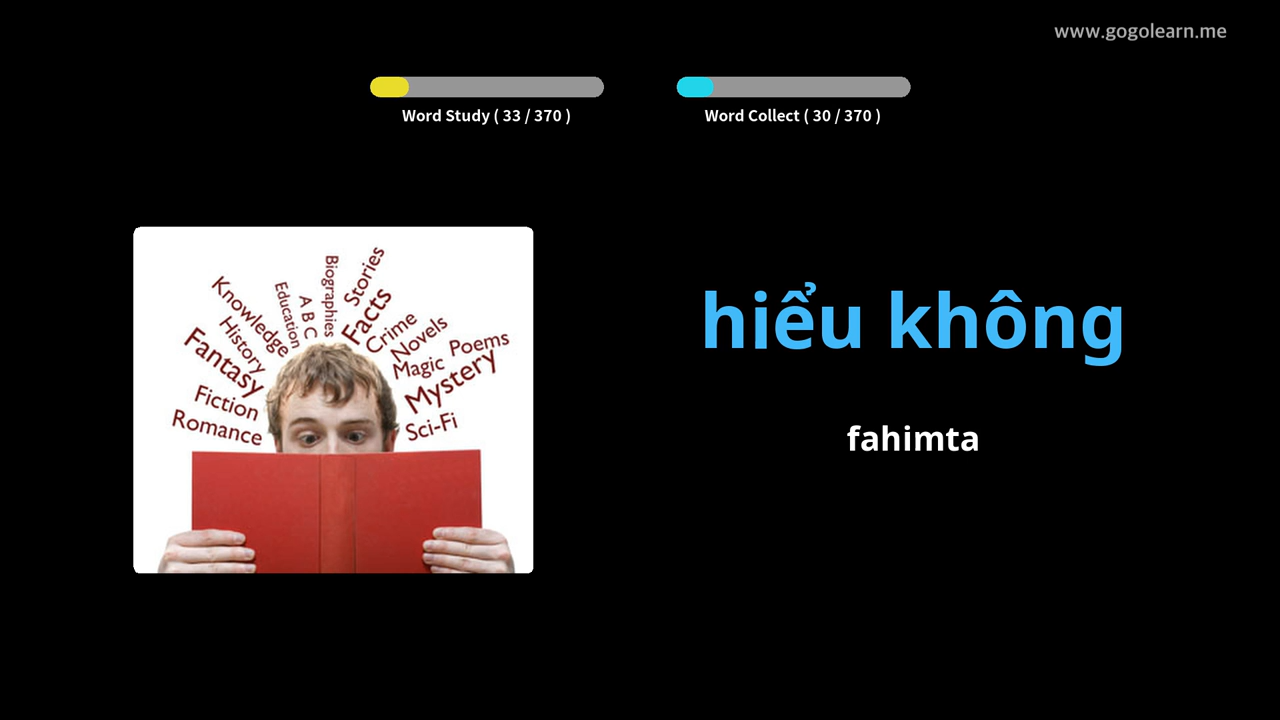 www.gogolearn.me
Word Study ( 33 / 370 )
Word Collect ( 30 / 370 )
Biographies
Stories
Education
A B C
Facts
Knowledge
Crime
History
Novels
Poems
Fantasy
Magic
Mystery
Fiction
Romance
Sci-Fi
hiểu không
fahimta